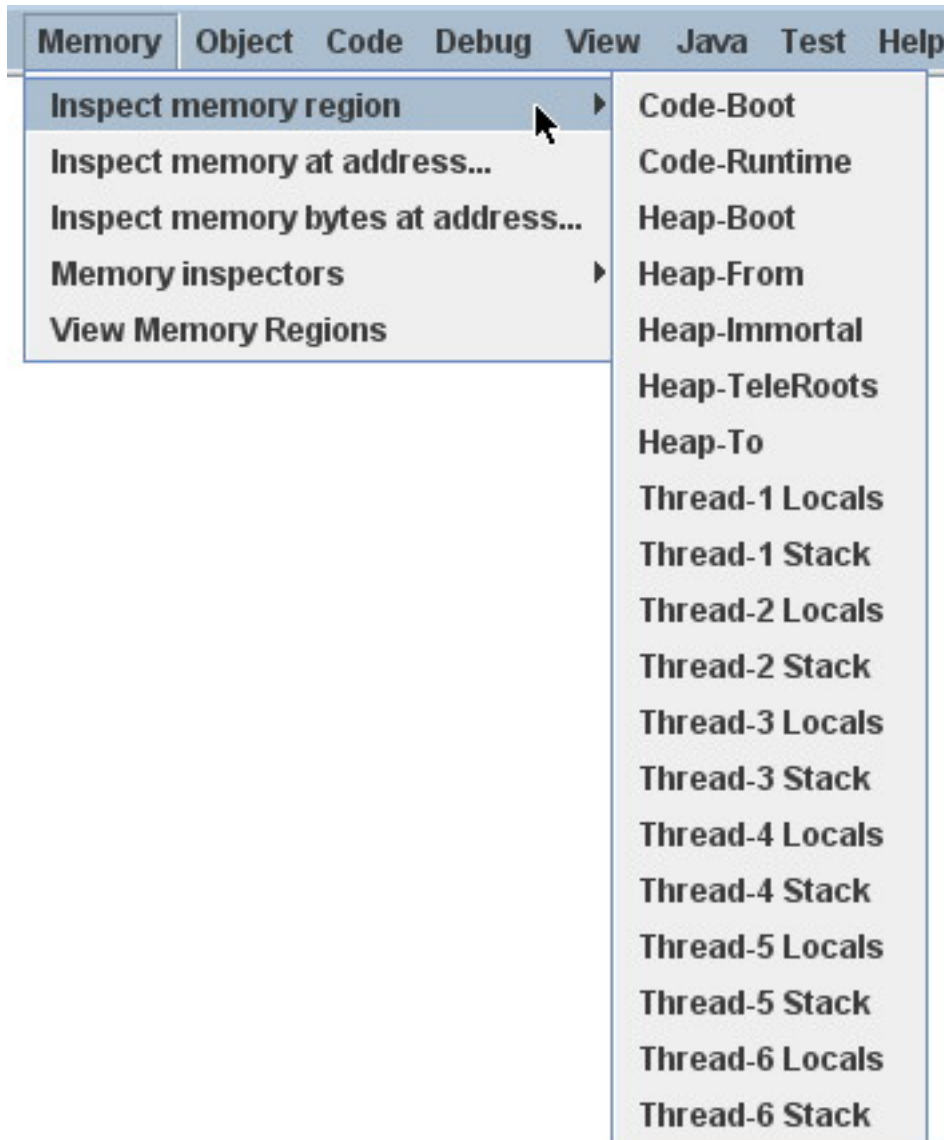 Memory Object Code Debug View Java Test Help
Inspect memory region
Inspect memory at address...
Inspect memory bytes at address...
Memory inspectors
View Memory Regions
Code-Boot
Code-Runtime
Heap-Boot
Heap-From
Heap-Immortal
Heap-TeleRoots
Heap-To
Thread-1 Locals
Thread-1 Stack
Thread-2 Locals
Thread-2 Stack
Thread-3 Locals
Thread-3 Stack
Thread-4 Locals
Thread-4 Stack
Thread-5 Locals
Thread-5 Stack
Thread-6 Locals
Thread-6 Stack